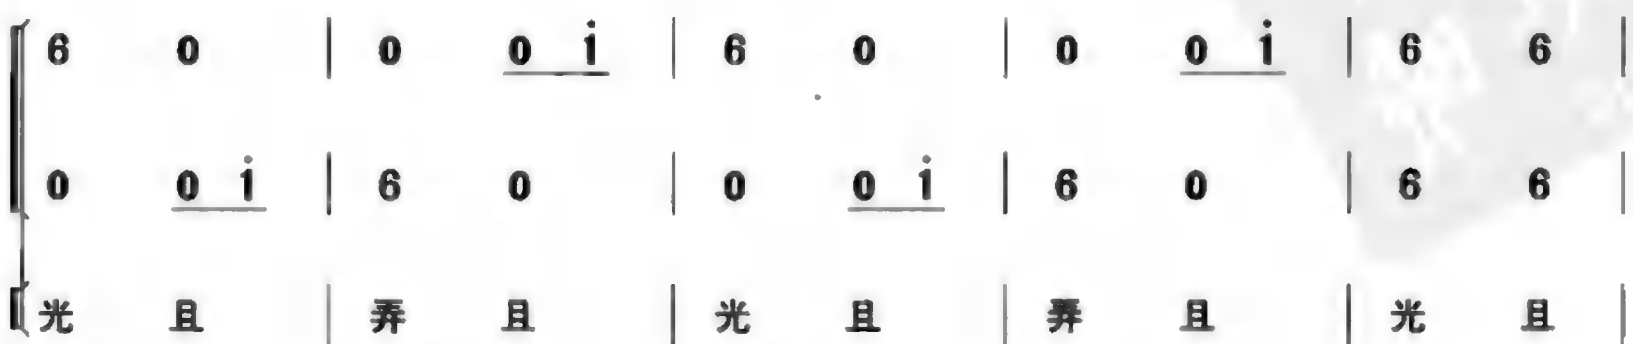 6 0 | 0 0 i | 6 0 | 0 0 i | 6 6 |
0 0 i | 6 0 | 0 0 i | 6 0 | 6 6 |
光 且 | 弄 且 | 光 且 | 弄 且 | 光 且 |